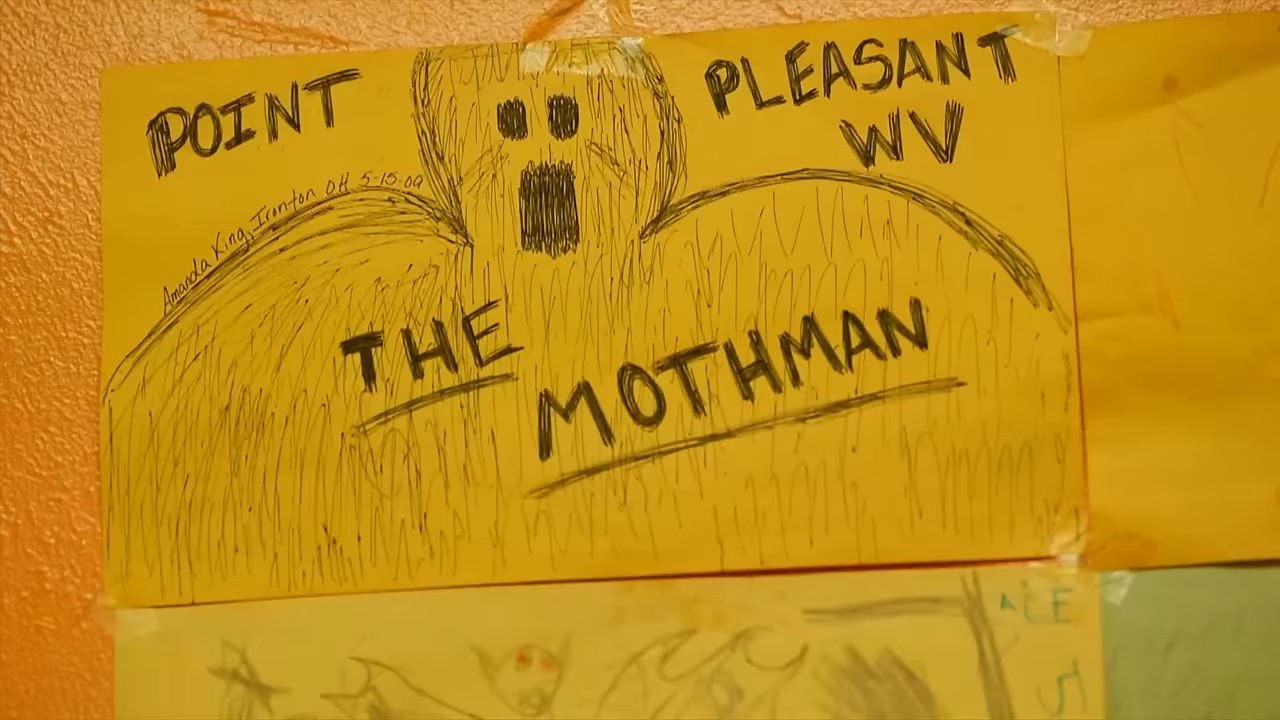 POINT
PLEASANT
WV
Amanda King, Ironton OH 5-15-09
THE
MOTHMAN